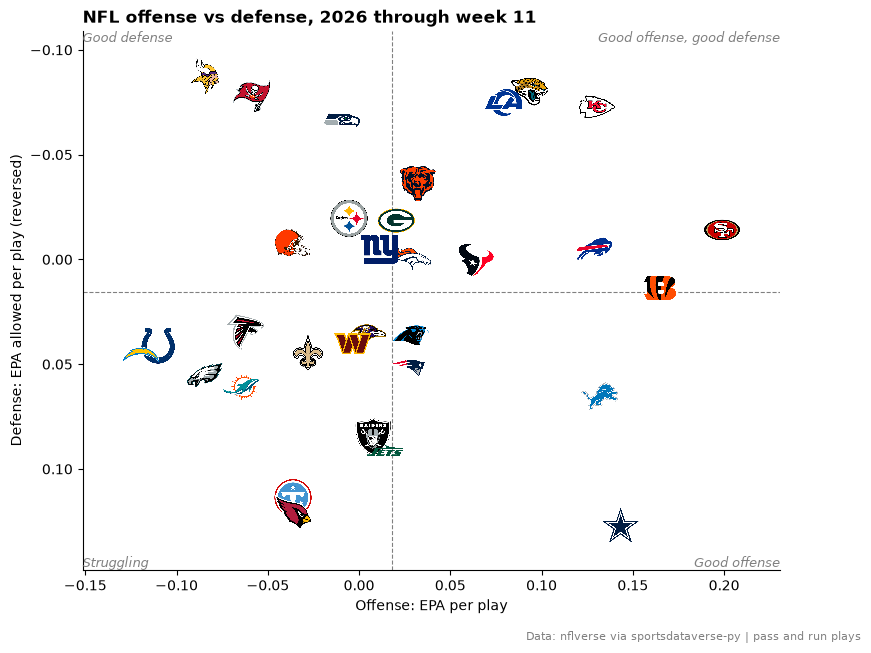 NFL offense vs defense, 2026 through week 11
Good defense
Good offense, good defense
−0.10
−0.05
0.00
0.05
0.10
Defense: EPA allowed per play (reversed)
Struggling
Good offense
−0.15
−0.10
−0.05
0.00
0.05
0.10
0.15
0.20
Offense: EPA per play
Data: nflverse via sportsdataverse-py | pass and run plays
LA
KC
SF
G
ny
B
W
RAIDERS
JETS
T